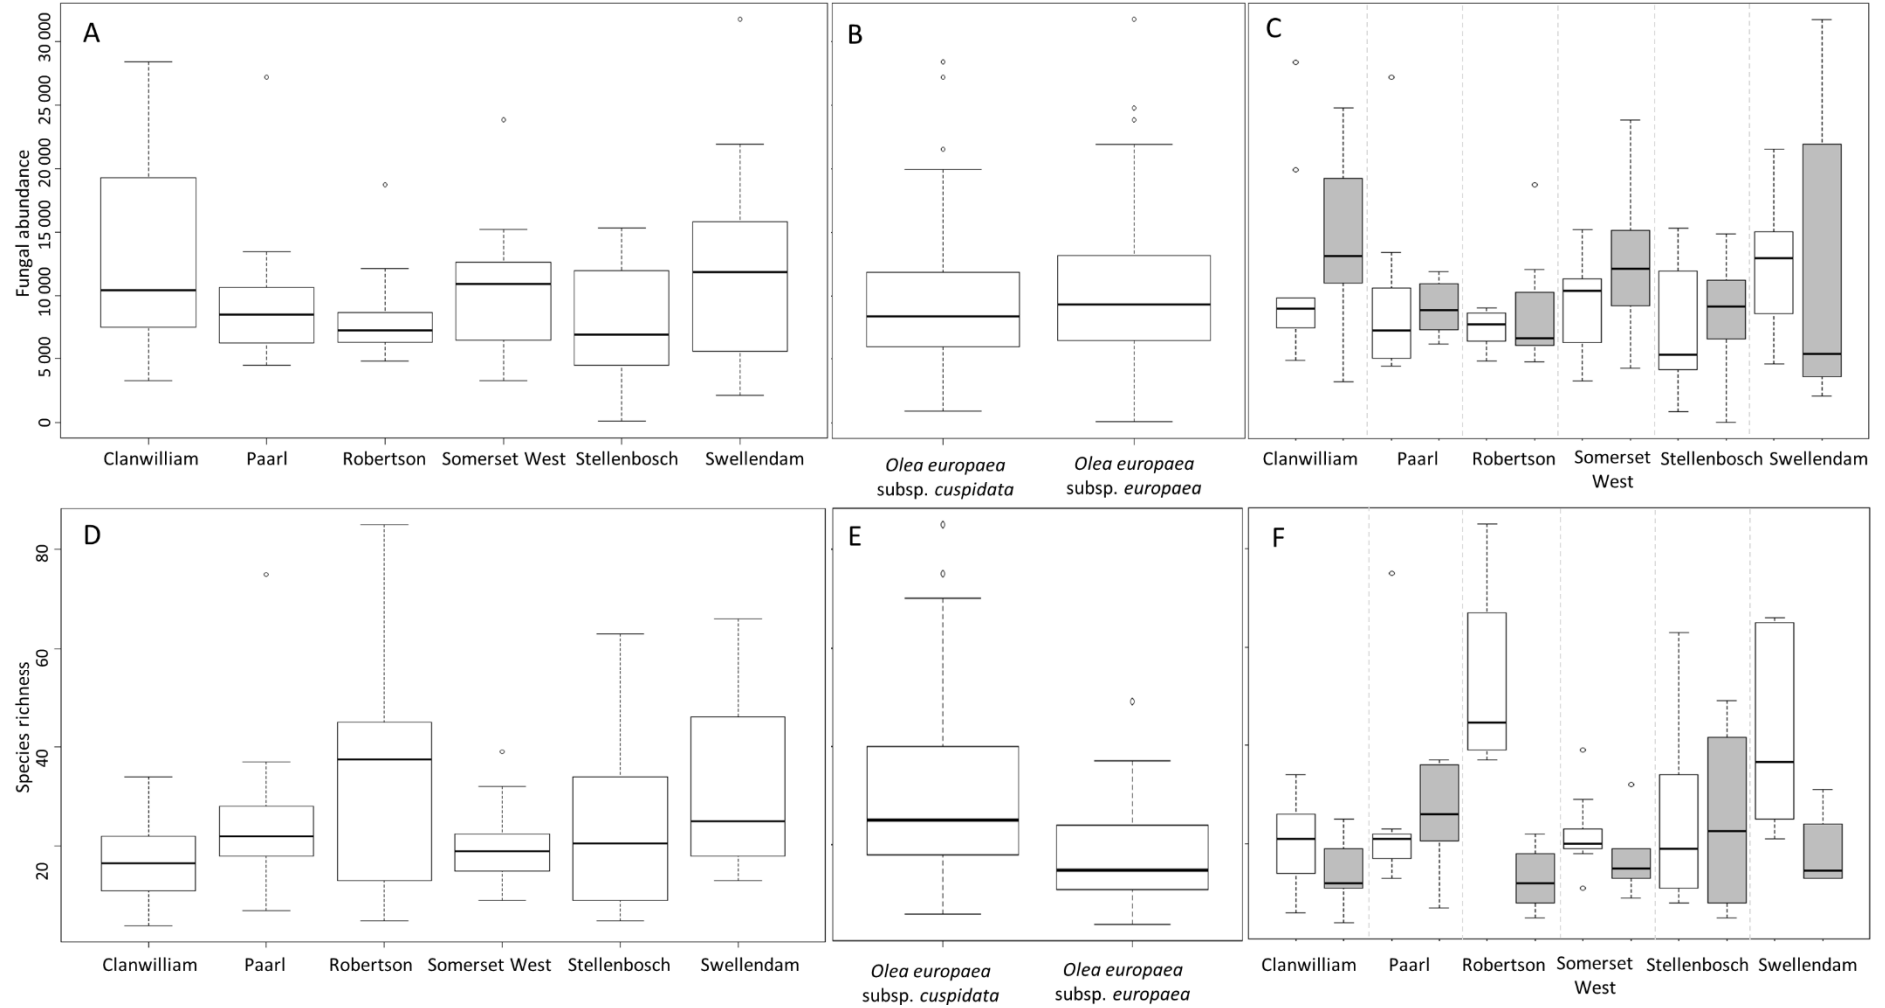 A
B
C
Fungal abundance
30 000
25 000
20 000
15 000
10 000
5 000
0
Clanwilliam Paarl Robertson Somerset West Stellenbosch Swellendam
Olea europaea
subsp. cuspidata
Olea europaea
subsp. europaea
Clanwilliam Paarl Robertson Somerset West Stellenbosch Swellendam
D
E
F
Species richness
80
60
40
20
Clanwilliam Paarl Robertson Somerset West Stellenbosch Swellendam
Olea europaea
subsp. cuspidata
Olea europaea
subsp. europaea
Clanwilliam Paarl Robertson Somerset West Stellenbosch Swellendam